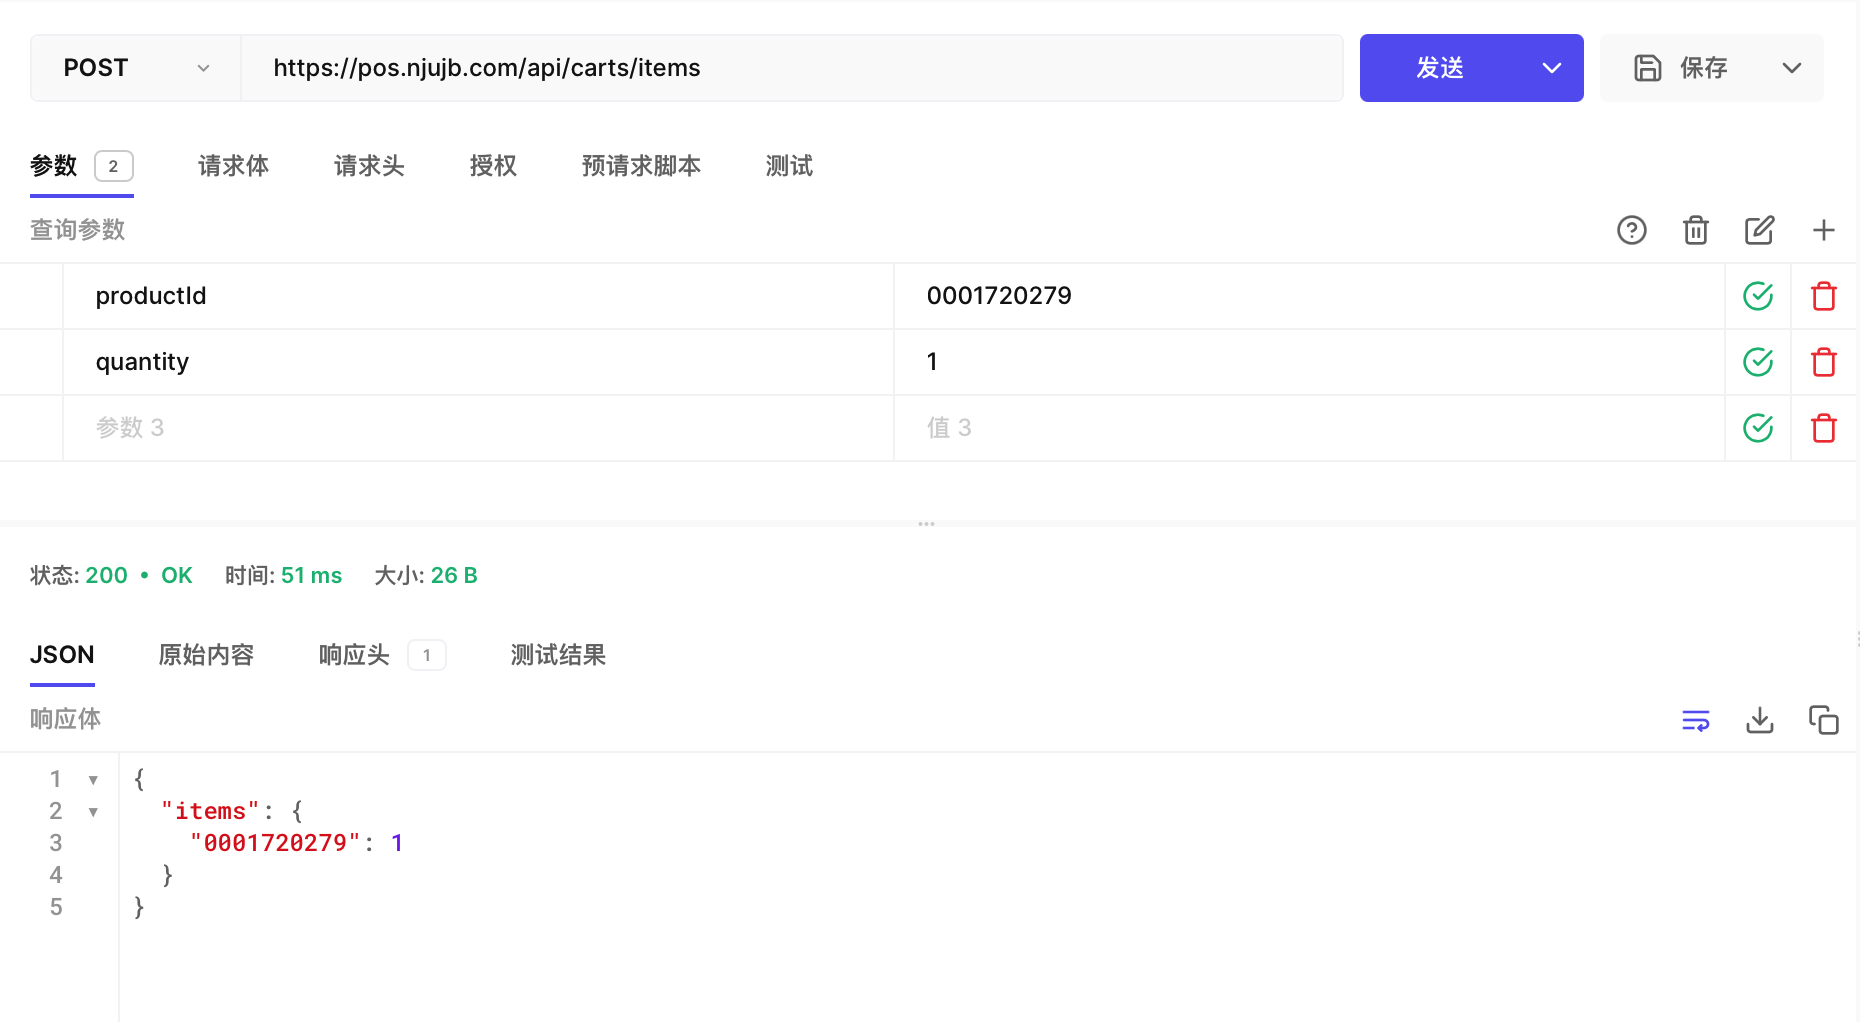 POST https://pos.njujb.com/api/carts/items 发送 保存
参数 2 请求体 请求头 授权 预请求脚本 测试
查询参数
productId 0001720279
quantity 1
参数 3 值 3
状态: 200 • OK 时间: 51 ms 大小: 26 B
JSON 原始内容 响应头 1 测试结果
响应体
1 {
2 "items": {
3 "0001720279": 1
4 }
5 }